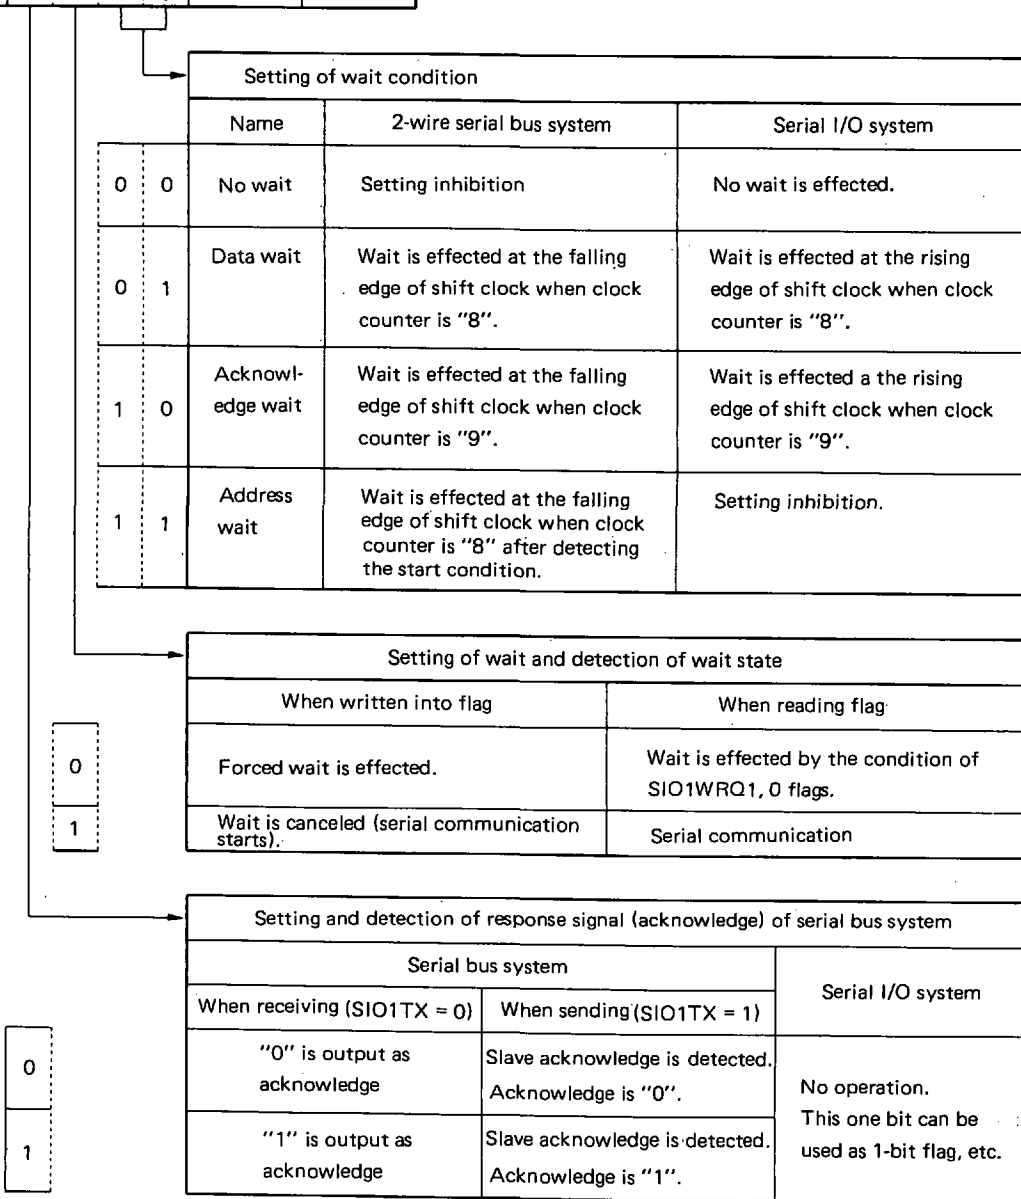 Setting of wait condition
Name 2-wire serial bus system Serial I/O system
0 0 No wait Setting inhibition No wait is effected.
Data wait Wait is effected at the falling Wait is effected at the rising
0 1 edge of shift clock when clock edge of shift clock when clock
counter is "8". counter is "8".
Acknowl- Wait is effected at the falling Wait is effected a the rising
1 0 edge wait edge of shift clock when clock edge of shift clock when clock
counter is "9". counter is "9".
Address Wait is effected at the falling Setting inhibition.
1 1 wait edge of shift clock when clock
counter is "8" after detecting
the start condition.
Setting of wait and detection of wait state
When written into flag When reading flag
0 Forced wait is effected. Wait is effected by the condition of
SIO1WRQ1, 0 flags.
1 Wait is canceled (serial communication Serial communication
starts).
Setting and detection of response signal (acknowledge) of serial bus system
Serial bus system Serial I/O system
When receiving (SIO1TX = 0) When sending (SIO1TX = 1)
0 "0" is output as Slave acknowledge is detected. No operation.
acknowledge Acknowledge is "0". This one bit can be
1 "1" is output as Slave acknowledge is detected. used as 1-bit flag, etc.
acknowledge Acknowledge is "1".